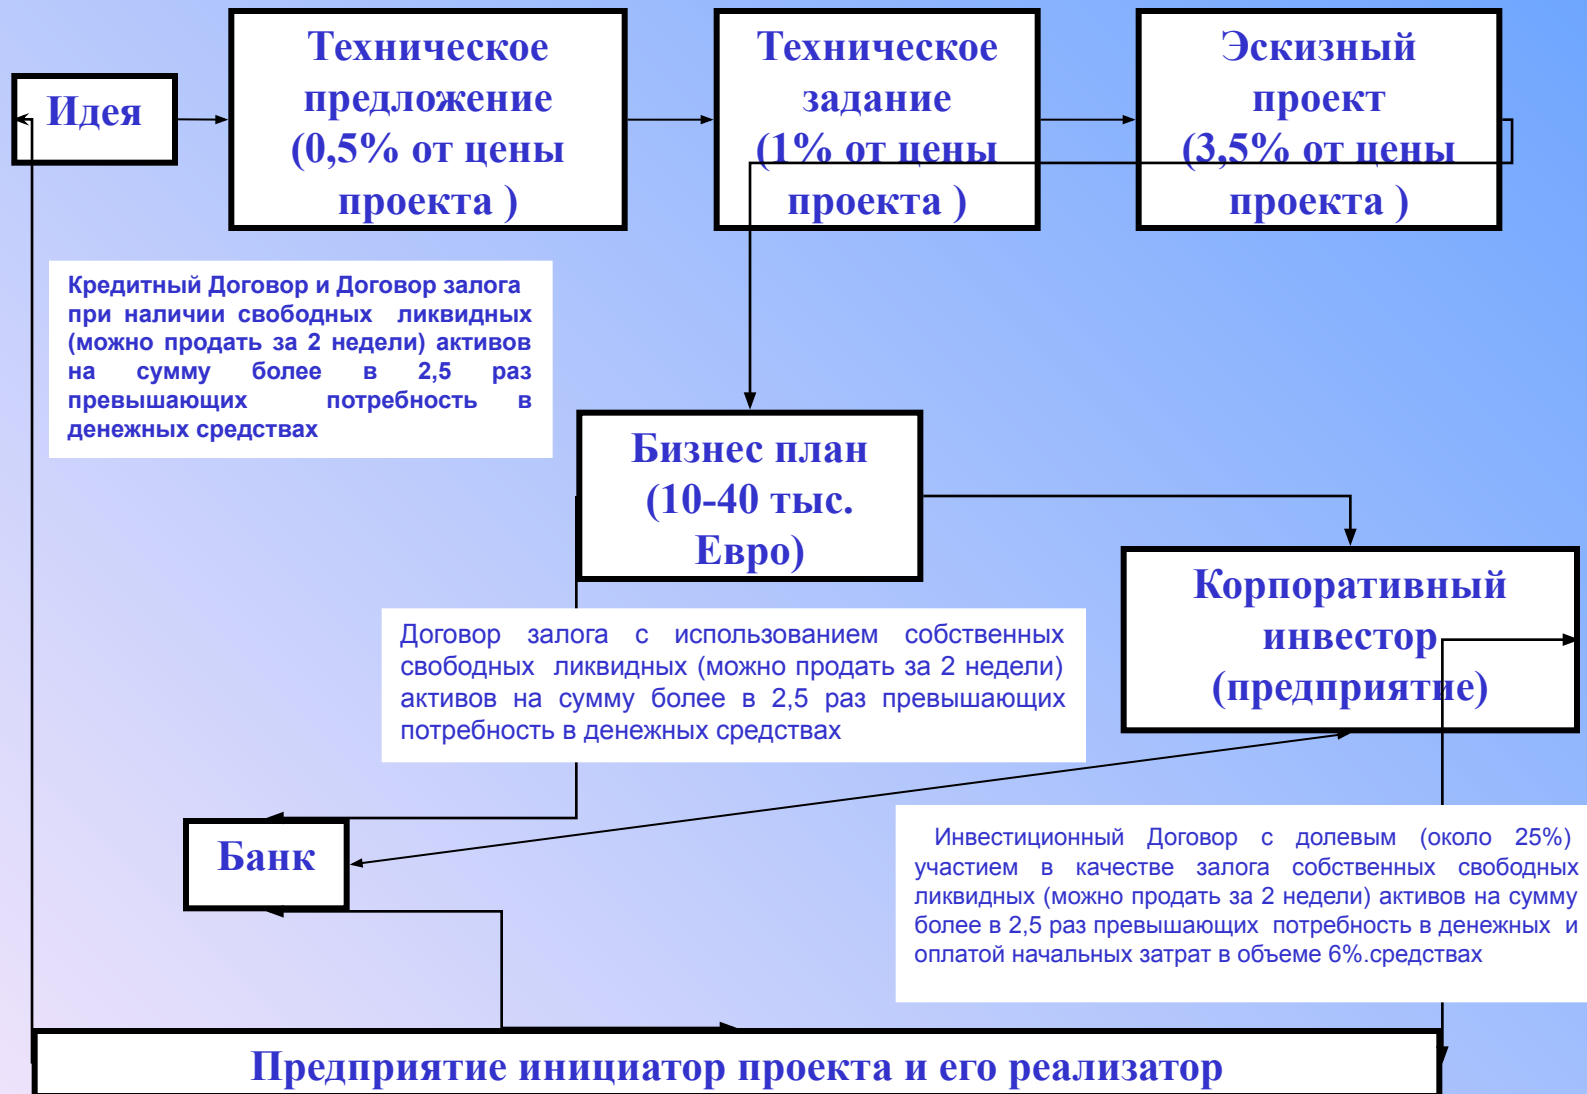 Идея
Техническое
предложение
(0,5% от цены
проекта )
Техническое
задание
(1% от цены
проекта )
Эскизный
проект
(3,5% от цены
проекта )
Кредитный Договор и Договор залога
при наличии свободных ликвидных
(можно продать за 2 недели) активов
на сумму более в 2,5 раз
превышающих потребность в
денежных средствах
Бизнес план
(10-40 тыс.
Евро)
Корпоративный
инвестор
(предприятие)
Договор залога с использованием собственных
свободных ликвидных (можно продать за 2 недели)
активов на сумму более в 2,5 раз превышающих
потребность в денежных средствах
Банк
Инвестиционный Договор с долевым (около 25%)
участием в качестве залога собственных свободных
ликвидных (можно продать за 2 недели) активов на сумму
более в 2,5 раз превышающих потребность в денежных и
оплатой начальных затрат в объеме 6%.средствах
Предприятие инициатор проекта и его реализатор